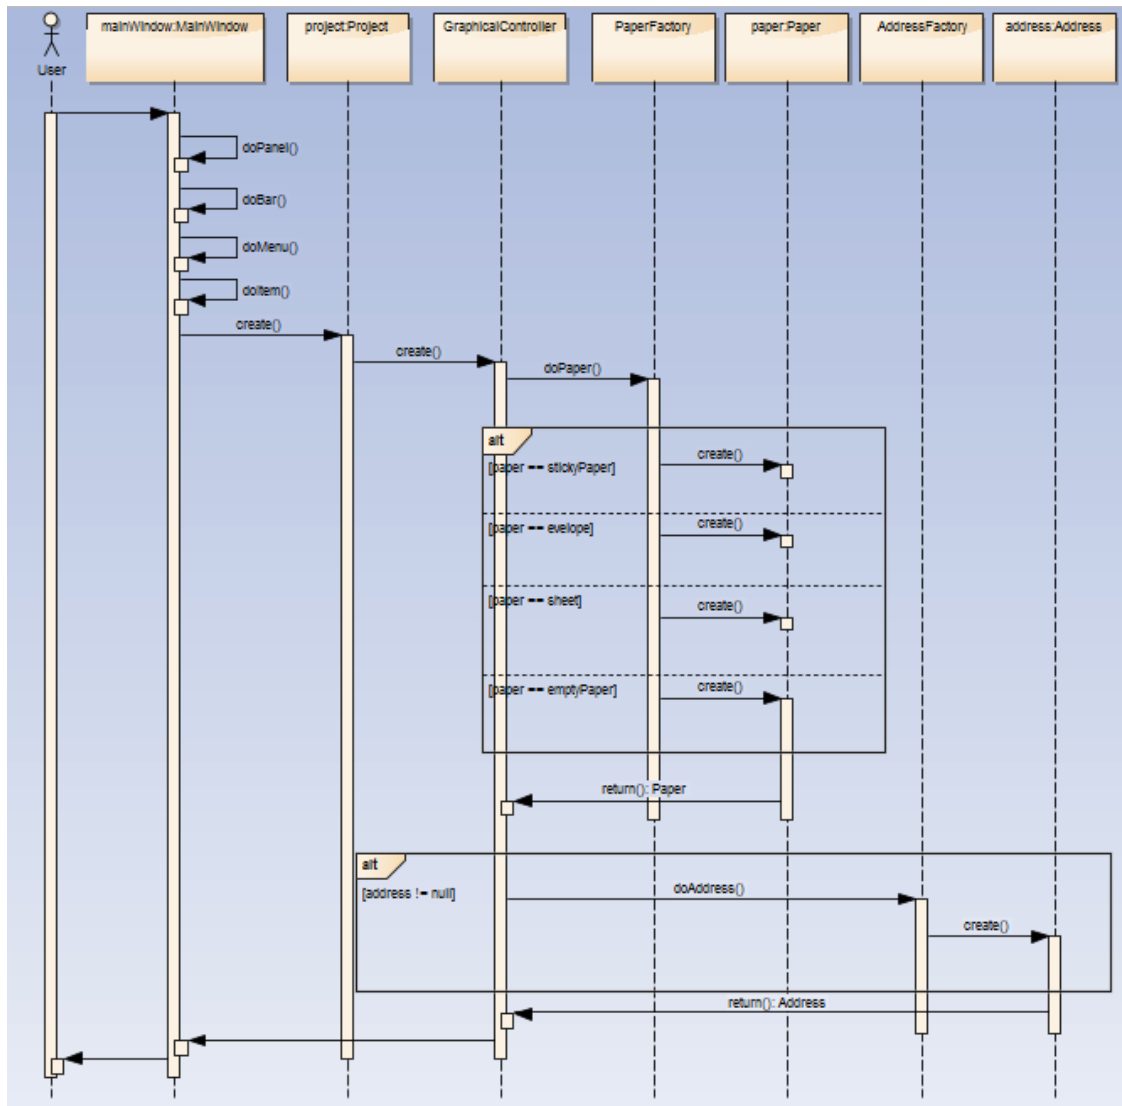 mainWindow:MainWindow
project:Project
GraphicalController
PaperFactory
paper:Paper
AddressFactory
address:Address
User
doPanel()
doBar()
doMenu()
doItem()
create()
create()
doPaper()
alt
[paper == stickyPaper]
create()
[paper == evelope]
create()
[paper == sheet]
create()
[paper == emptyPaper]
create()
return(): Paper
alt
[address != null]
doAddress()
create()
return(): Address